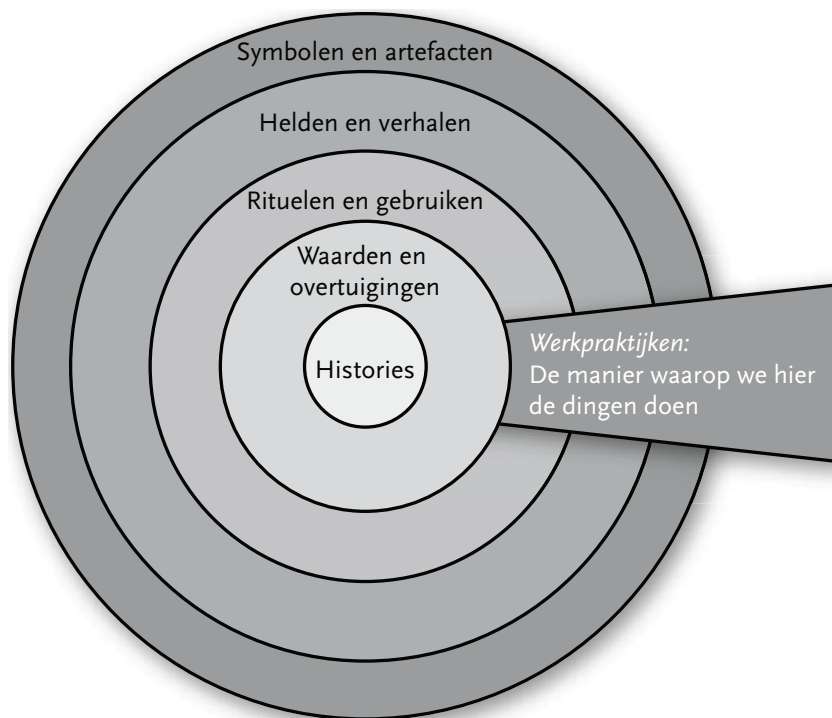 Symbolen en artefacten
Helden en verhalen
Rituelen en gebruiken
Waarden en
overtuigingen
Histories
Werkpraktijken:
De manier waarop we hier
de dingen doen